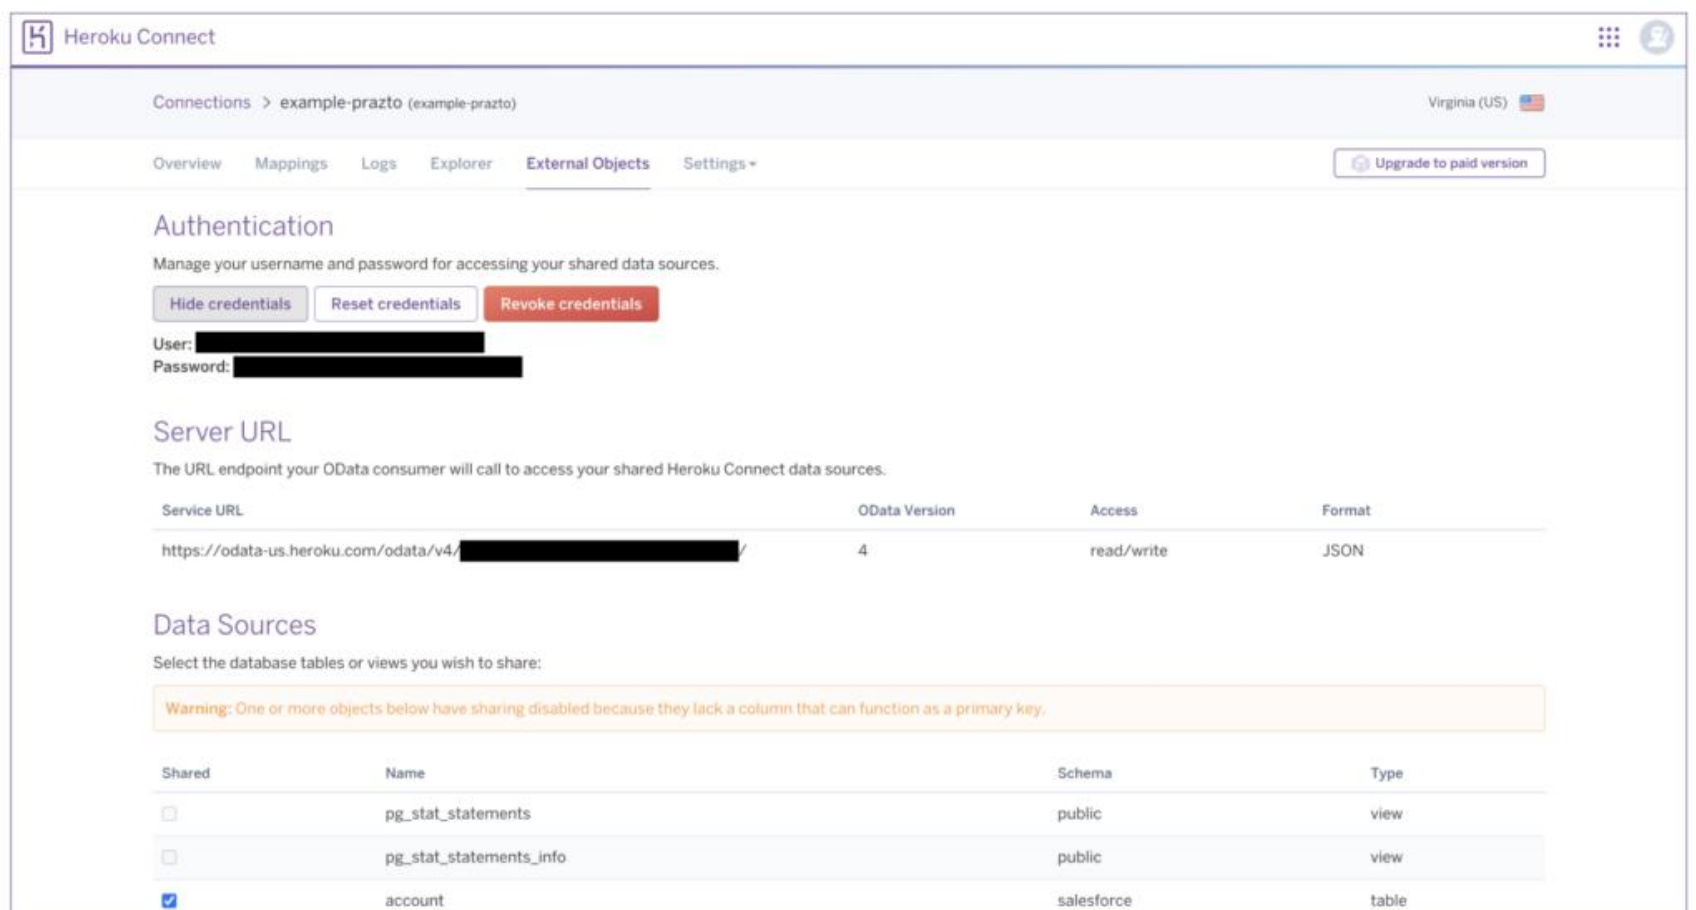 Heroku Connect
Connections > example-prazto (example-prazto) Virginia (US)
Overview Mappings Logs Explorer External Objects Settings Upgrade to paid version
Authentication
Manage your username and password for accessing your shared data sources.
Hide credentials Reset credentials Revoke credentials
User:
Password:
Server URL
The URL endpoint your OData consumer will call to access your shared Heroku Connect data sources.
Service URL OData Version Access Format
https://odata-us.heroku.com/odata/v4/ / 4 read/write JSON
Data Sources
Select the database tables or views you wish to share:
Warning: One or more objects below have sharing disabled because they lack a column that can function as a primary key.
Shared Name Schema Type
pg_stat_statements public view
pg_stat_statements_info public view
account salesforce table